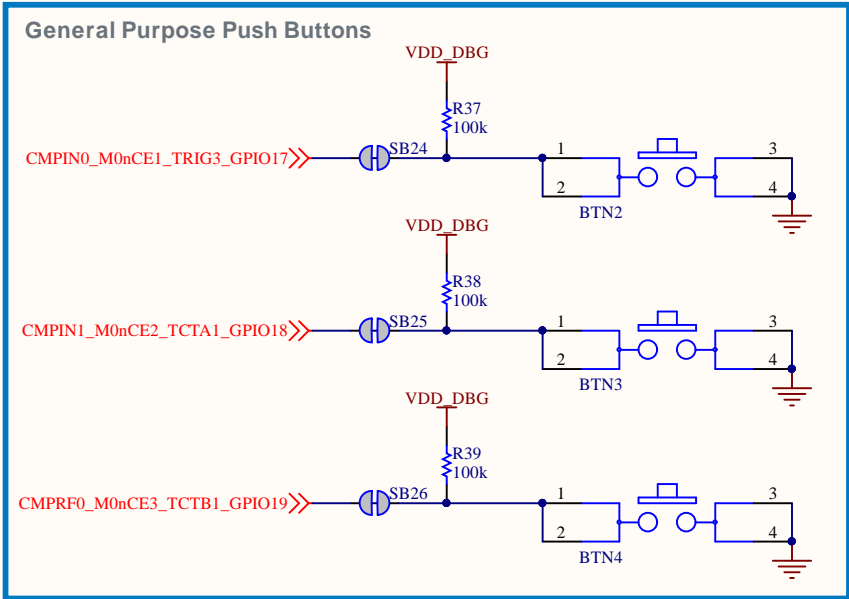 General Purpose Push Buttons
VDD_DBG
R37
100k
CMPIN0_M0nCE1_TRIG3_GPIO17
SB24
1
3
2
4
BTN2
VDD_DBG
R38
100k
CMPIN1_M0nCE2_TCTA1_GPIO18
SB25
1
3
2
4
BTN3
VDD_DBG
R39
100k
CMPRF0_M0nCE3_TCTB1_GPIO19
SB26
1
3
2
4
BTN4